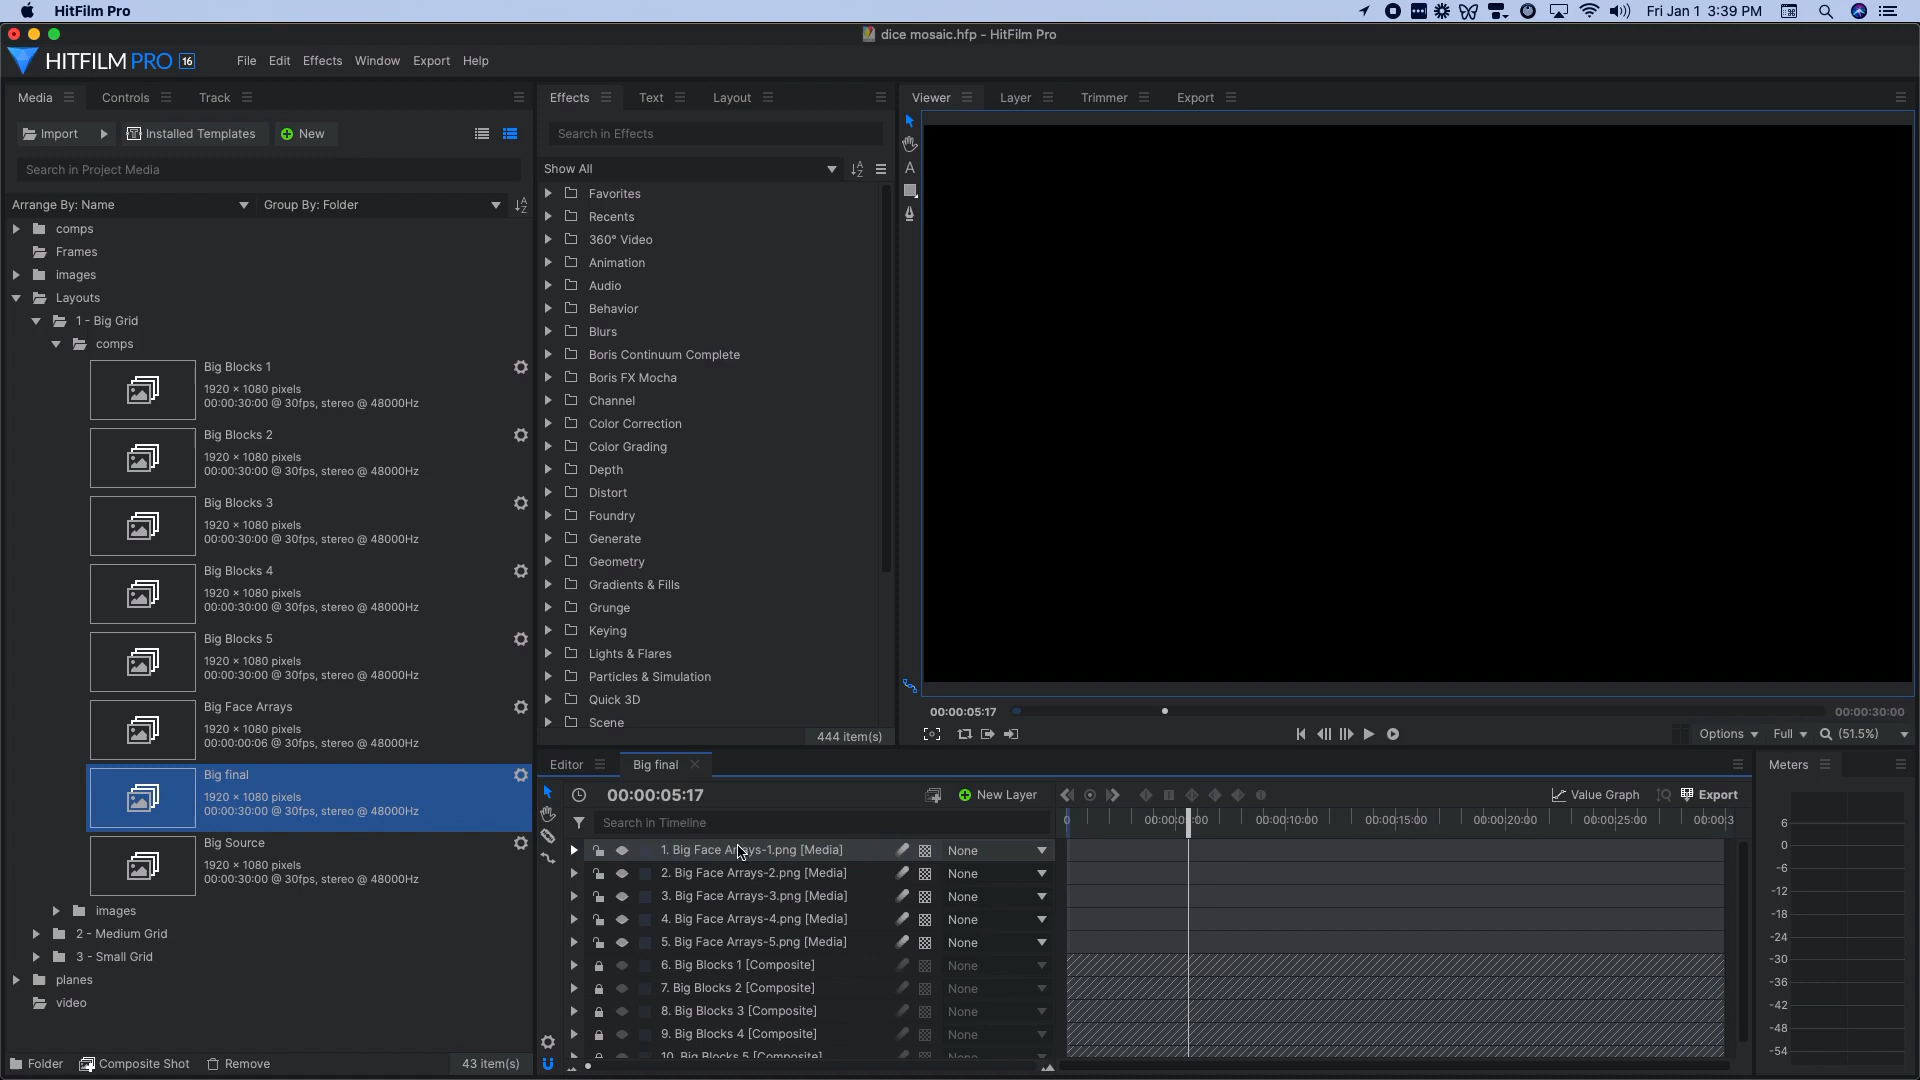 HitFilm Pro
Fri Jan 1 3:39 PM
dice mosaic.hfp - HitFilm Pro
HITFILM PRO 16
File Edit Effects Window Export Help
Media Controls Track
Import Installed Templates New
Search in Project Media
Arrange By: Name Group By: Folder
comps
Frames
images
Layouts
1 - Big Grid
comps
Big Blocks 1
1920 × 1080 pixels
00:00:30:00 @ 30fps, stereo @ 48000Hz
Big Blocks 2
1920 × 1080 pixels
00:00:30:00 @ 30fps, stereo @ 48000Hz
Big Blocks 3
1920 × 1080 pixels
00:00:30:00 @ 30fps, stereo @ 48000Hz
Big Blocks 4
1920 × 1080 pixels
00:00:30:00 @ 30fps, stereo @ 48000Hz
Big Blocks 5
1920 × 1080 pixels
00:00:30:00 @ 30fps, stereo @ 48000Hz
Big Face Arrays
1920 × 1080 pixels
00:00:00:06 @ 30fps, stereo @ 48000Hz
Big final
1920 × 1080 pixels
00:00:30:00 @ 30fps, stereo @ 48000Hz
Big Source
1920 × 1080 pixels
00:00:30:00 @ 30fps, stereo @ 48000Hz
images
2 - Medium Grid
3 - Small Grid
planes
video
Folder Composite Shot Remove 43 item(s)
Effects Text Layout
Search in Effects
Show All
Favorites
Recents
360° Video
Animation
Audio
Behavior
Blurs
Boris Continuum Complete
Boris FX Mocha
Channel
Color Correction
Color Grading
Depth
Distort
Foundry
Generate
Geometry
Gradients & Fills
Grunge
Keying
Lights & Flares
Particles & Simulation
Quick 3D
Scene
444 item(s)
Viewer Layer Trimmer Export
00:00:05:17 00:00:30:00
Options Full (51.5%)
Editor Big final
00:00:05:17 New Layer Value Graph Export
Search in Timeline
0 00:00:10:00 00:00:15:00 00:00:20:00 00:00:25:00 00:00:3
1. Big Face Arrays-1.png [Media] None
2. Big Face Arrays-2.png [Media] None
3. Big Face Arrays-3.png [Media] None
4. Big Face Arrays-4.png [Media] None
5. Big Face Arrays-5.png [Media] None
6. Big Blocks 1 [Composite] None
7. Big Blocks 2 [Composite] None
8. Big Blocks 3 [Composite] None
9. Big Blocks 4 [Composite] None
10. Big Blocks 5 [Composite] None
Meters
6
0
-6
-12
-18
-24
-30
-36
-42
-48
-54